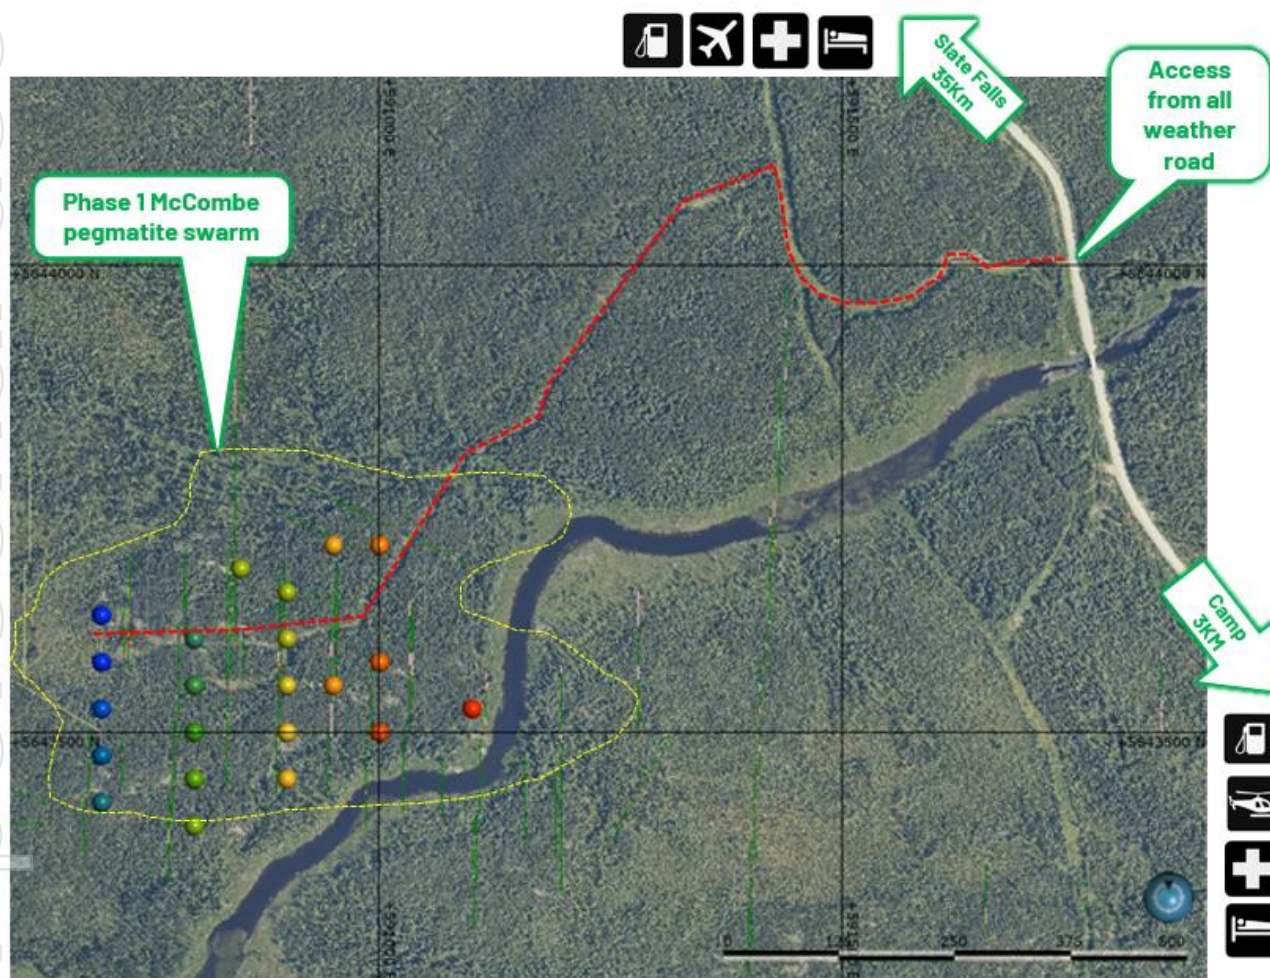 Slate Falls
35Km
Access
from all
weather
road
Phase 1 McCombe
pegmatite swarm
+5644000 N
+5644000 N
Camp
3KM
+5643500 N
0
250
375
500